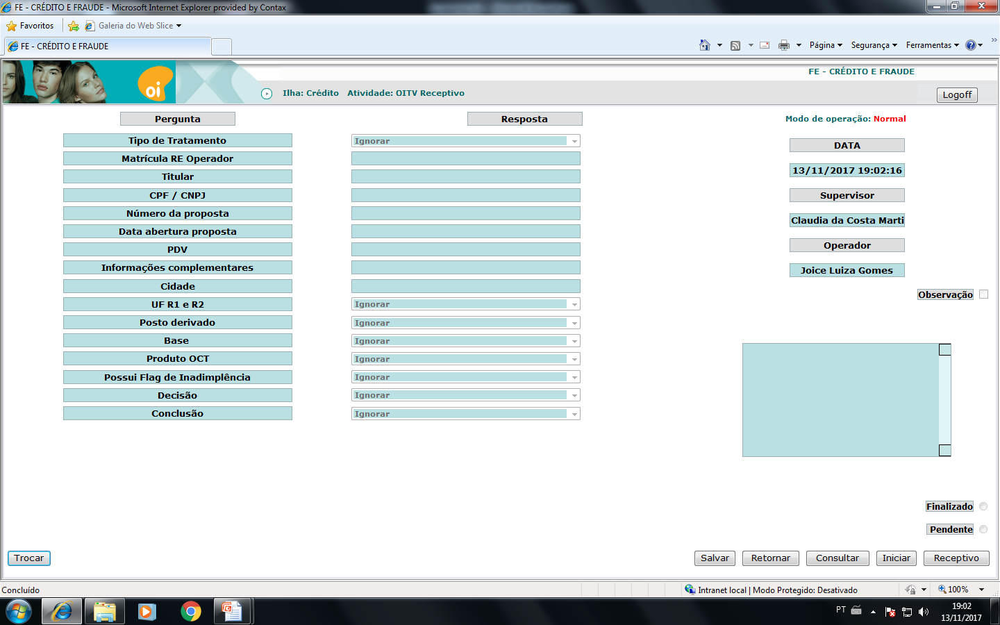 FE - CRÉDITO E FRAUDE - Microsoft Internet Explorer provided by Contax
Favoritos
Galeria do Web Slice
FE - CRÉDITO E FRAUDE
Página
Segurança
Ferramentas
»
oi
FE - CRÉDITO E FRAUDE
Ilha: Crédito Atividade: OITV Receptivo
Logoff
Pergunta
Resposta
Modo de operação: Normal
Tipo de Tratamento
Ignorar
DATA
Matrícula RE Operador
Titular
13/11/2017 19:02:16
CPF / CNPJ
Supervisor
Número da proposta
Claudia da Costa Marti
Data abertura proposta
PDV
Operador
Informações complementares
Joice Luiza Gomes
Cidade
Observação
UF R1 e R2
Ignorar
Posto derivado
Ignorar
Base
Ignorar
Produto OCT
Ignorar
Possui Flag de Inadimplência
Ignorar
Decisão
Ignorar
Conclusão
Ignorar
Finalizado
Pendente
Trocar
Salvar
Retornar
Consultar
Iniciar
Receptivo
Concluído
Intranet local | Modo Protegido: Desativado
100%
PT
19:02
13/11/2017